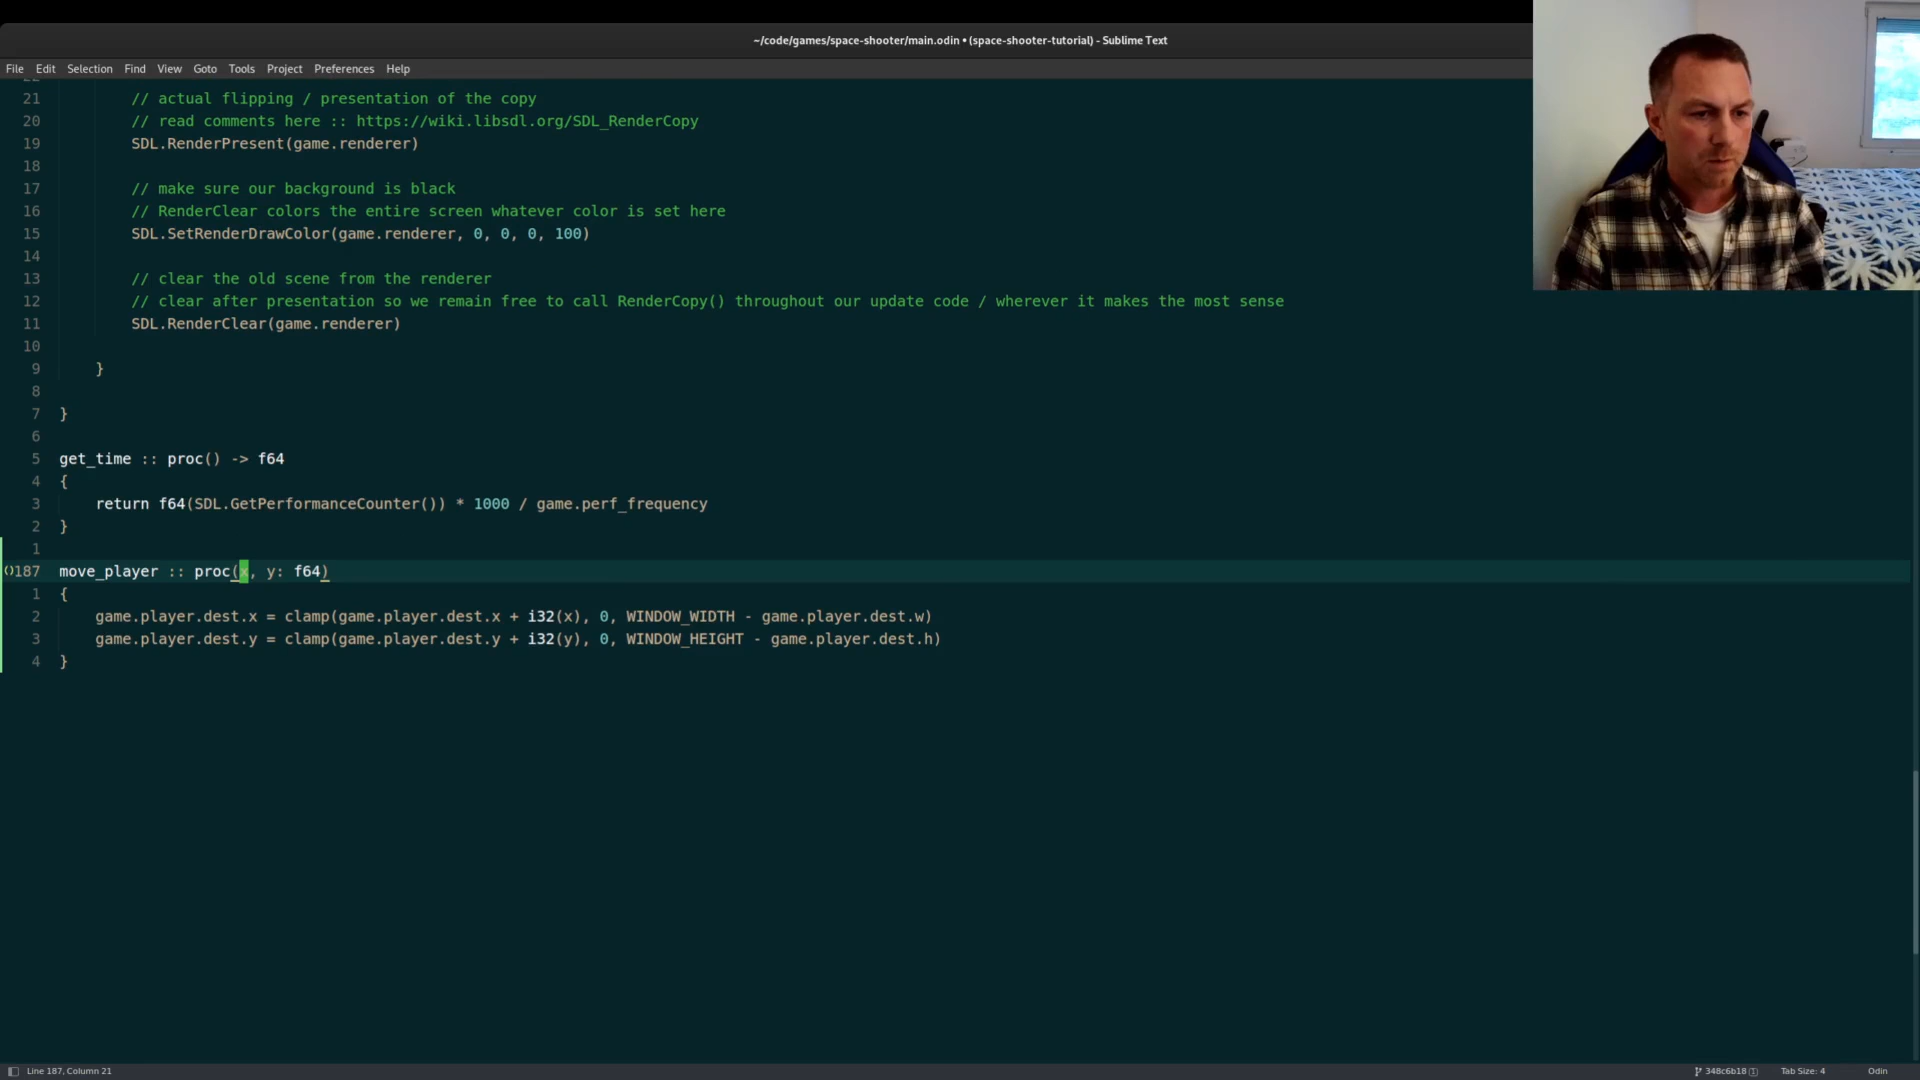 ~/code/games/space-shooter/main.odin • (space-shooter-tutorial) - Sublime Text
File Edit Selection Find View Goto Tools Project Preferences Help
21 // actual flipping / presentation of the copy
20 // read comments here :: https://wiki.libsdl.org/SDL_RenderCopy
19 SDL.RenderPresent(game.renderer)
18
17 // make sure our background is black
16 // RenderClear colors the entire screen whatever color is set here
15 SDL.SetRenderDrawColor(game.renderer, 0, 0, 0, 100)
14
13 // clear the old scene from the renderer
12 // clear after presentation so we remain free to call RenderCopy() throughout our update code / wherever it makes the most sense
11 SDL.RenderClear(game.renderer)
10
9 }
8
7 }
6
5 get_time :: proc() -> f64
4 {
3 return f64(SDL.GetPerformanceCounter()) * 1000 / game.perf_frequency
2 }
1
187 move_player :: proc(x, y: f64)
1 {
2 game.player.dest.x = clamp(game.player.dest.x + i32(x), 0, WINDOW_WIDTH - game.player.dest.w)
3 game.player.dest.y = clamp(game.player.dest.y + i32(y), 0, WINDOW_HEIGHT - game.player.dest.h)
4 }
Line 187, Column 21 348c6b18 1 Tab Size: 4 Odin